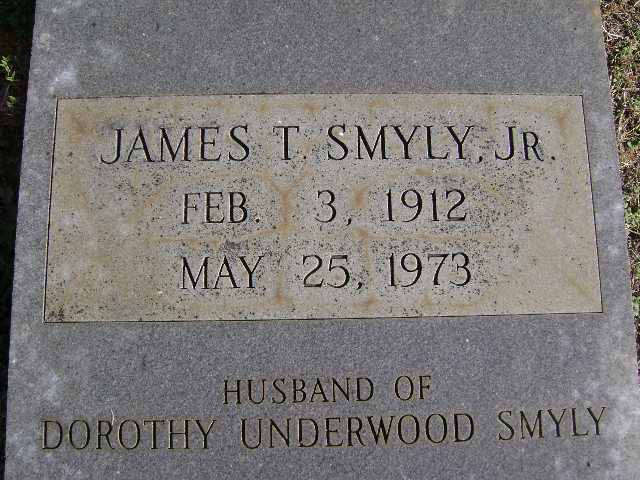 JAMES T. SMYLY, JR.
FEB. 3, 1912
MAY 25, 1973
HUSBAND OF
DOROTHY UNDERWOOD SMYLY